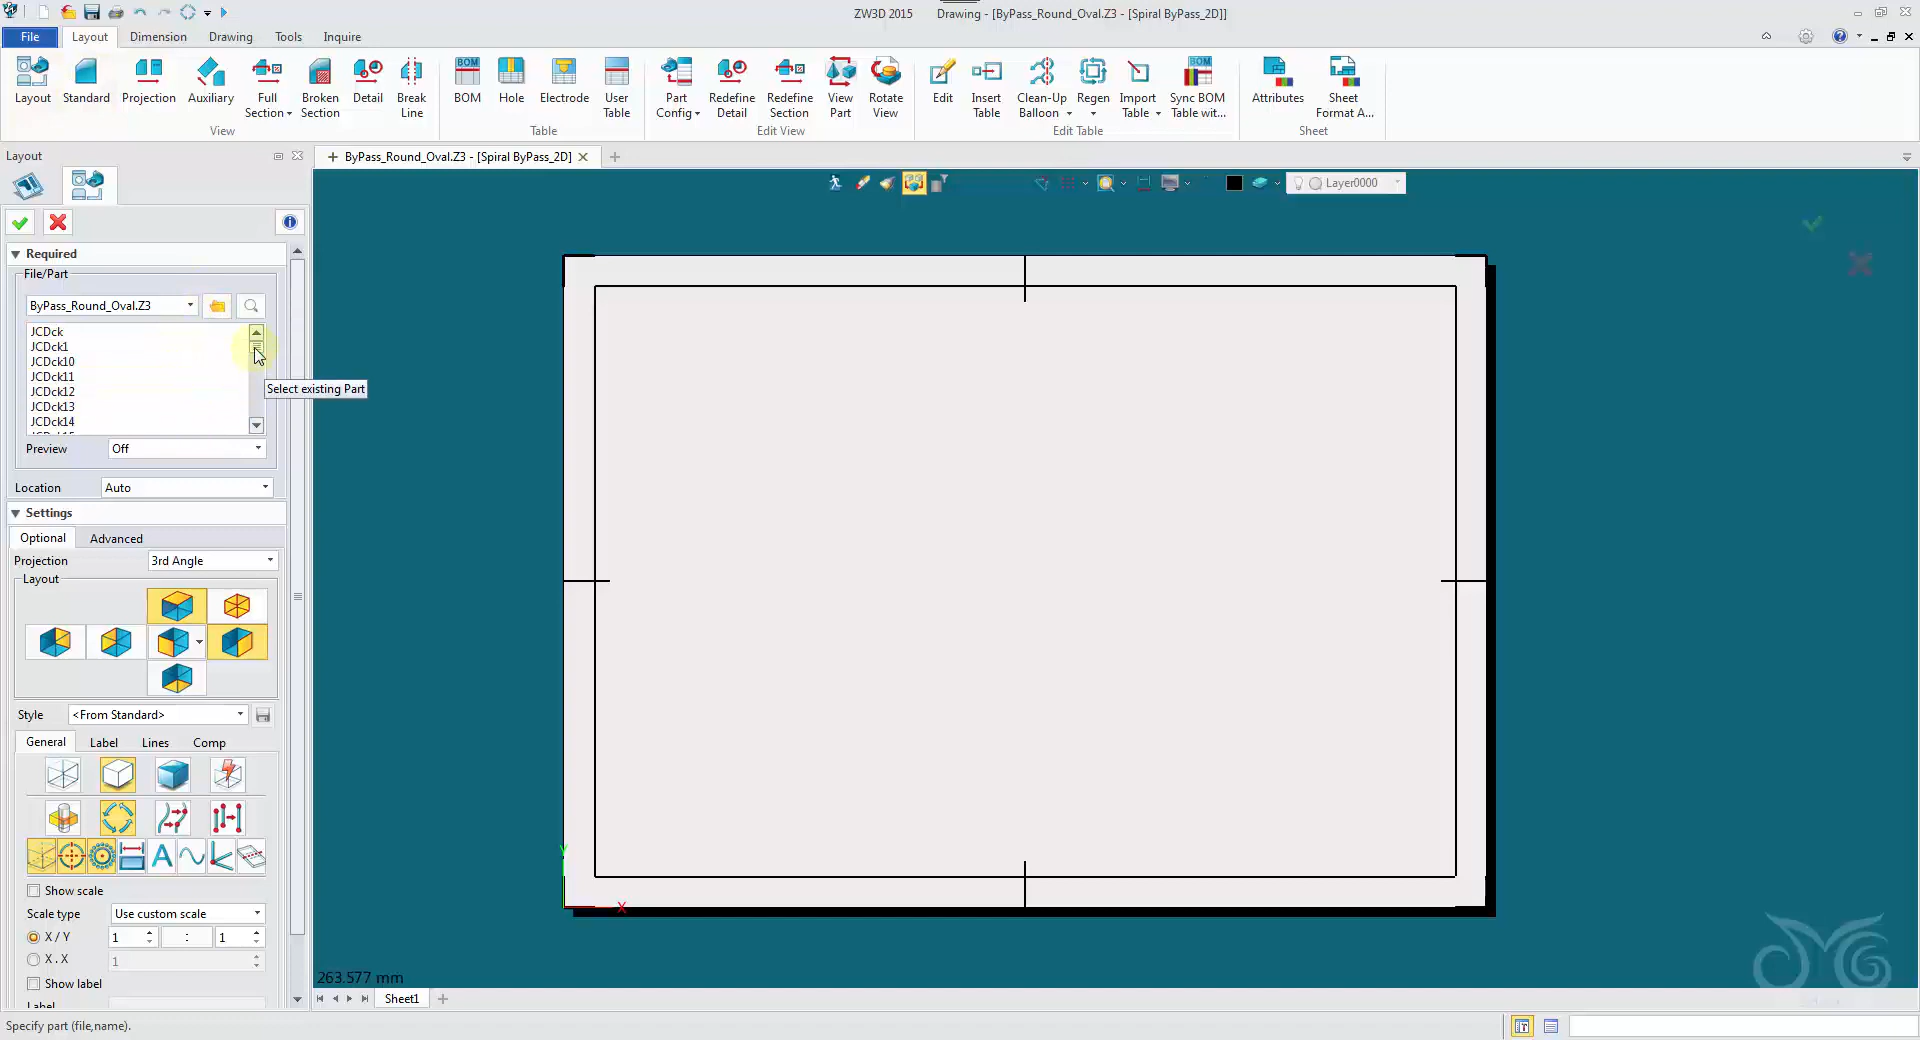 ZW3D 2015 Drawing - [ByPass_Round_Oval.Z3 - [Spiral ByPass_2D]]
File Layout Dimension Drawing Tools Inquire
Layout Standard Projection Auxiliary Full Section Broken Section Detail Break Line
BOM Hole Electrode User Table
Part Config Redefine Detail Redefine Section View Part Rotate View
Edit Insert Table Clean-Up Balloon Regen Import Table Sync BOM Table wit...
Attributes Sheet Format A...
View Table Edit View Edit Table Sheet
Layout
ByPass_Round_Oval.Z3 - [Spiral ByPass_2D]
Layer0000
Required
File/Part
ByPass_Round_Oval.Z3
JCDck
JCDck1
JCDck10
JCDck11
JCDck12
JCDck13
JCDck14
Select existing Part
Preview Off
Location Auto
Settings
Optional Advanced
Projection 3rd Angle
Layout
Style <From Standard>
General Label Lines Comp
Show scale
Scale type Use custom scale
X / Y 1 : 1
X . X 1
Show label
Label
Y
X
263.577 mm
Sheet1
Specify part (file,name).